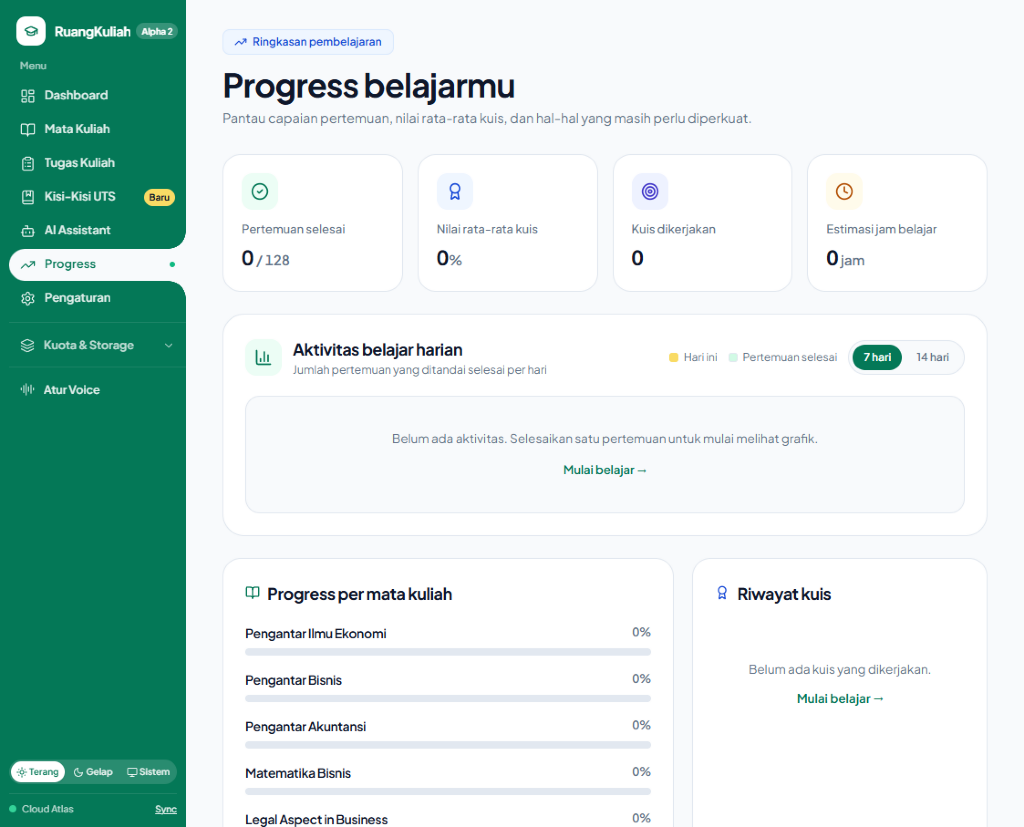 RuangKuliah Alpha 2
Menu
Dashboard
Mata Kuliah
Tugas Kuliah
Kisi-Kisi UTS Baru
AI Assistant
Progress
Pengaturan
Kuota & Storage
Atur Voice
Terang Gelap Sistem
Cloud Atlas Sync
Ringkasan pembelajaran
Progress belajarmu
Pantau capaian pertemuan, nilai rata-rata kuis, dan hal-hal yang masih perlu diperkuat.
Pertemuan selesai
0 / 128
Nilai rata-rata kuis
0%
Kuis dikerjakan
0
Estimasi jam belajar
0 jam
Aktivitas belajar harian
Jumlah pertemuan yang ditandai selesai per hari
Hari ini Pertemuan selesai 7 hari 14 hari
Belum ada aktivitas. Selesaikan satu pertemuan untuk mulai melihat grafik.
Mulai belajar →
Progress per mata kuliah
Pengantar Ilmu Ekonomi 0%
Pengantar Bisnis 0%
Pengantar Akuntansi 0%
Matematika Bisnis 0%
Legal Aspect in Business 0%
Riwayat kuis
Belum ada kuis yang dikerjakan.
Mulai belajar →